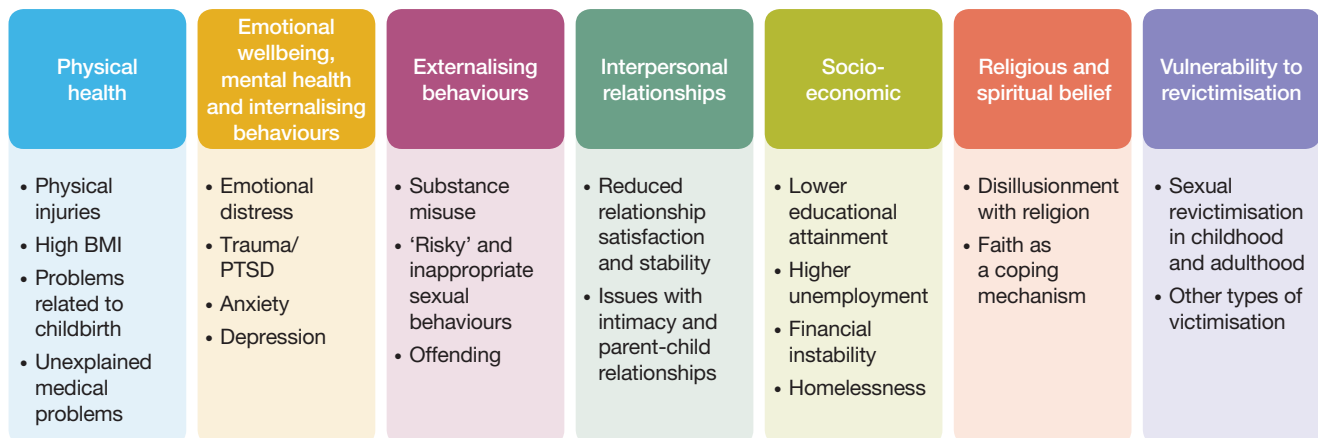 Physical
health
• Physical
injuries
• High BMI
• Problems
related to
childbirth
• Unexplained
medical
problems
Emotional
wellbeing,
mental health
and internalising
behaviours
• Emotional
distress
• Trauma/
PTSD
• Anxiety
• Depression
Externalising
behaviours
• Substance
misuse
• ‘Risky’ and
inappropriate
sexual
behaviours
• Offending
Interpersonal
relationships
• Reduced
relationship
satisfaction
and stability
• Issues with
intimacy and
parent-child
relationships
Socio-
economic
• Lower
educational
attainment
• Higher
unemployment
• Financial
instability
• Homelessness
Religious and
spiritual belief
• Disillusionment
with religion
• Faith as
a coping
mechanism
Vulnerability to
revictimisation
• Sexual
revictimisation
in childhood
and adulthood
• Other types of
victimisation